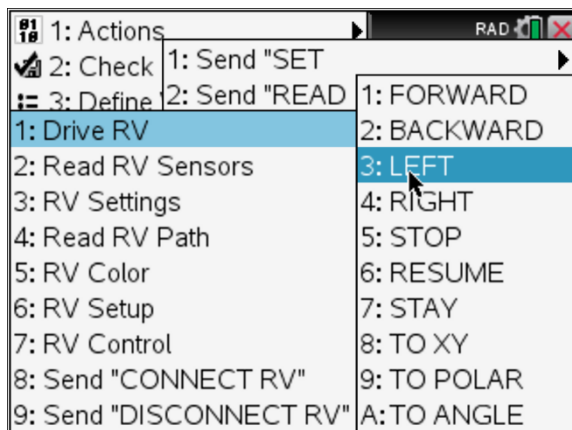 1: Actions
RAD
2: Check
3: Define
1: Send "SET
2: Send "READ
1: Drive RV
2: Read RV Sensors
3: RV Settings
4: Read RV Path
5: RV Color
6: RV Setup
7: RV Control
8: Send "CONNECT RV"
9: Send "DISCONNECT RV"
1: FORWARD
2: BACKWARD
3: LEFT
4: RIGHT
5: STOP
6: RESUME
7: STAY
8: TO XY
9: TO POLAR
A: TO ANGLE